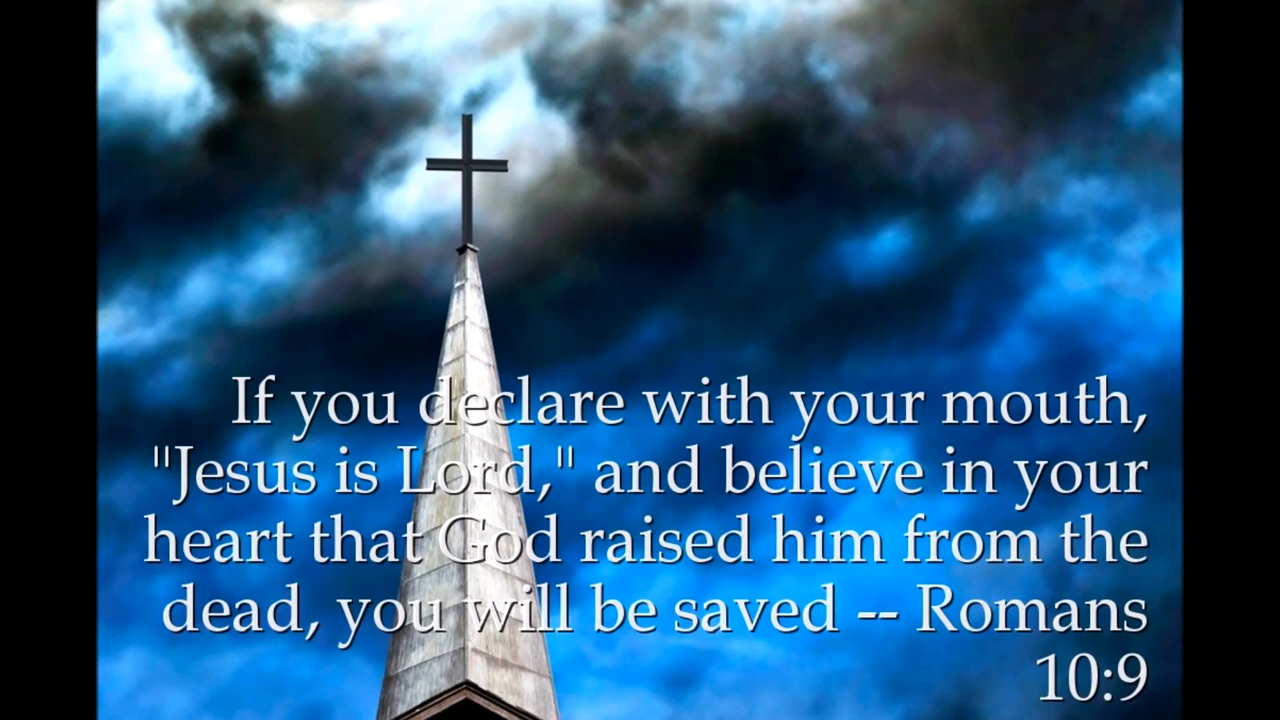 If you declare with your mouth,
"Jesus is Lord," and believe in your
heart that God raised him from the
dead, you will be saved -- Romans
10:9